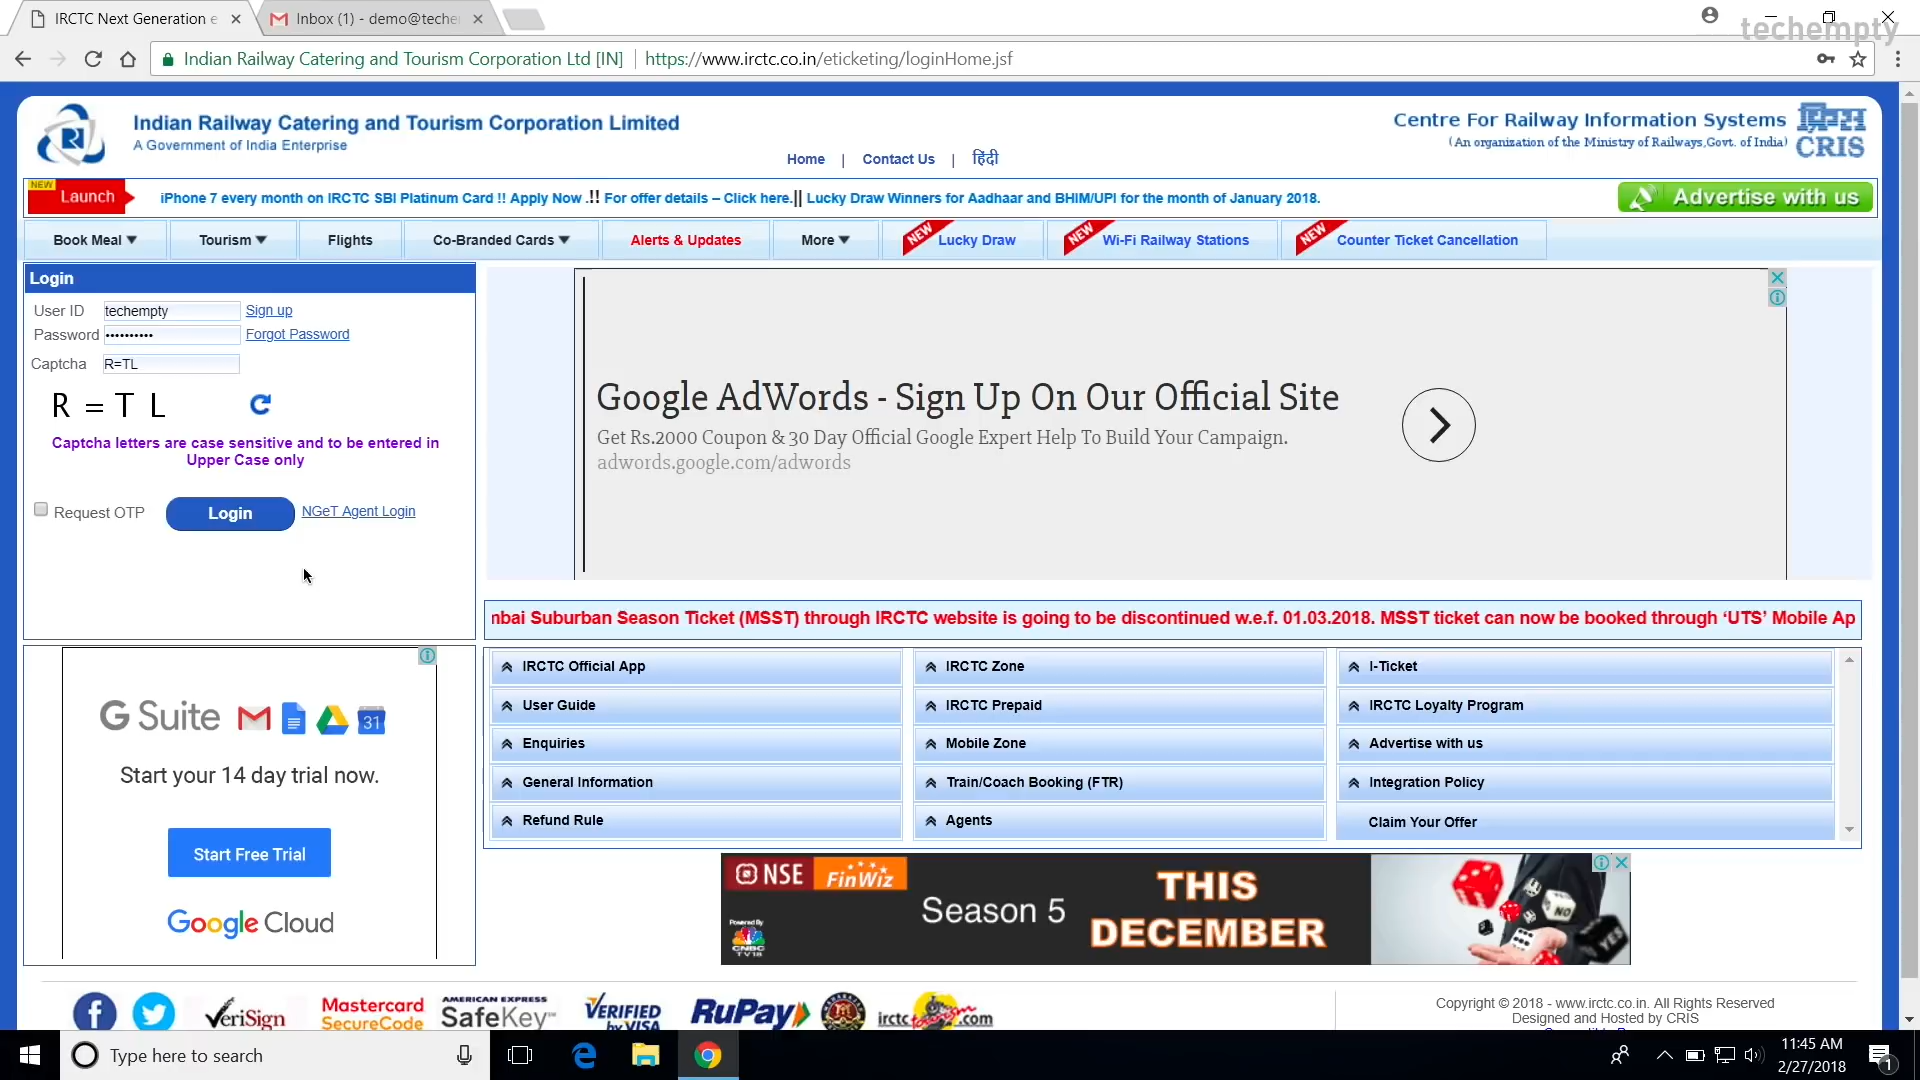 IRCTC Next Generation e
Inbox (1) - demo@teche
techempty
Indian Railway Catering and Tourism Corporation Ltd [IN]
https://www.irctc.co.in/eticketing/loginHome.jsf
Indian Railway Catering and Tourism Corporation Limited
A Government of India Enterprise
Centre For Railway Information Systems
(An organization of the Ministry of Railways,Govt. of India)
CRIS
Home | Contact Us | हिंदी
NEW
Launch
iPhone 7 every month on IRCTC SBI Platinum Card !! Apply Now .!! For offer details – Click here.|| Lucky Draw Winners for Aadhaar and BHIM/UPI for the month of January 2018.
Advertise with us
Book Meal
Tourism
Flights
Co-Branded Cards
Alerts & Updates
More
NEW Lucky Draw
NEW Wi-Fi Railway Stations
NEW Counter Ticket Cancellation
Login
User ID techempty Sign up
Password •••••••••• Forgot Password
Captcha R=TL
R = T L
Captcha letters are case sensitive and to be entered in
Upper Case only
Request OTP Login NGeT Agent Login
Google AdWords - Sign Up On Our Official Site
Get Rs.2000 Coupon & 30 Day Official Google Expert Help To Build Your Campaign.
adwords.google.com/adwords
nbai Suburban Season Ticket (MSST) through IRCTC website is going to be discontinued w.e.f. 01.03.2018. MSST ticket can now be booked through ‘UTS’ Mobile Ap
IRCTC Official App
IRCTC Zone
I-Ticket
User Guide
IRCTC Prepaid
IRCTC Loyalty Program
Enquiries
Mobile Zone
Advertise with us
General Information
Train/Coach Booking (FTR)
Integration Policy
Refund Rule
Agents
Claim Your Offer
G Suite
31
Start your 14 day trial now.
Start Free Trial
Google Cloud
NSE FinWiz
Powered By
CNBC
TV18
Season 5
THIS
DECEMBER
NO
YES
VeriSign
Mastercard
SecureCode
AMERICAN EXPRESS
SafeKey
VERIFIED
by VISA
RuPay
irctc tourism.com
Copyright © 2018 - www.irctc.co.in. All Rights Reserved
Designed and Hosted by CRIS
Type here to search
11:45 AM
2/27/2018
1